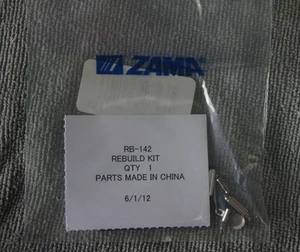 ZAMA
RB-142
REBUILD KIT
QTY 1
PARTS MADE IN CHINA
6/1/12